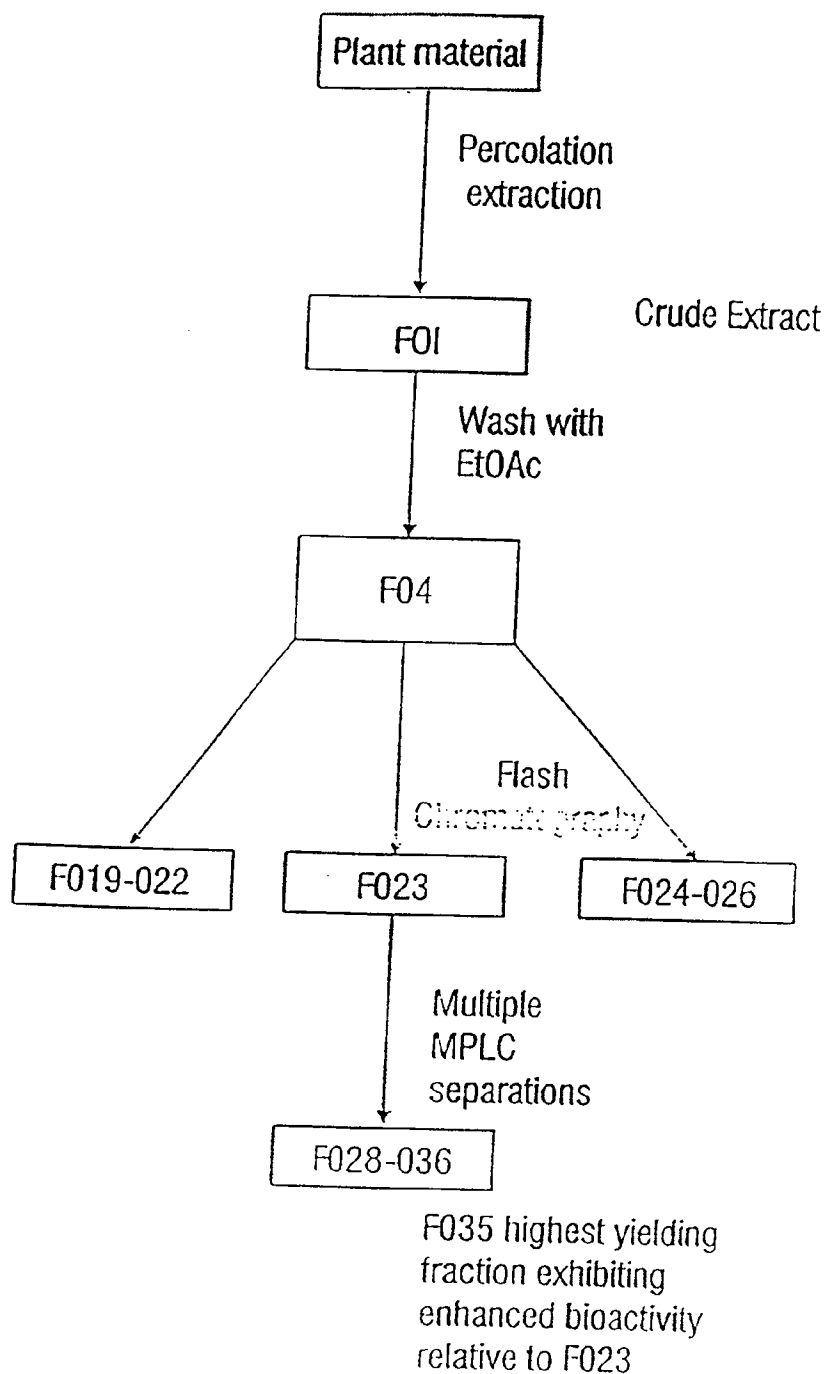 Plant material
Percolation
extraction
F01
Crude Extract
Wash with
EtOAc
F04
Flash
Chromatography
F019-022
F023
F024-026
Multiple
MPLC
separations
F028-036
F035 highest yielding
fraction exhibiting
enhanced bioactivity
relative to F023